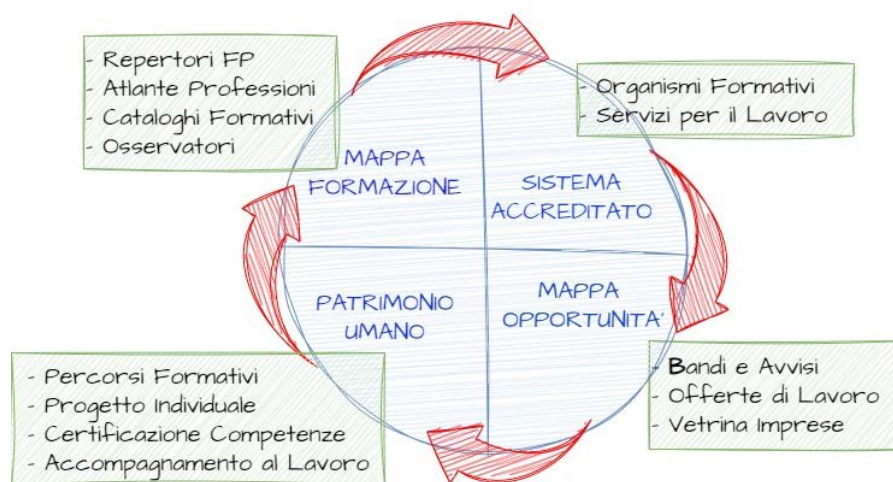 - Repertori FP
- Atlante Professioni
- Cataloghi Formativi
- Osservatori
- Organismi Formativi
- Servizi per il Lavoro
MAPPA
FORMAZIONE
SISTEMA
ACCREDITATO
PATRIMONIO
UMANO
MAPPA
OPPORTUNITA'
- Percorsi Formativi
- Progetto Individuale
- Certificazione Competenze
- Accompagnamento al Lavoro
- Bandi e Avvisi
- Offerte di Lavoro
- Vetrina Imprese